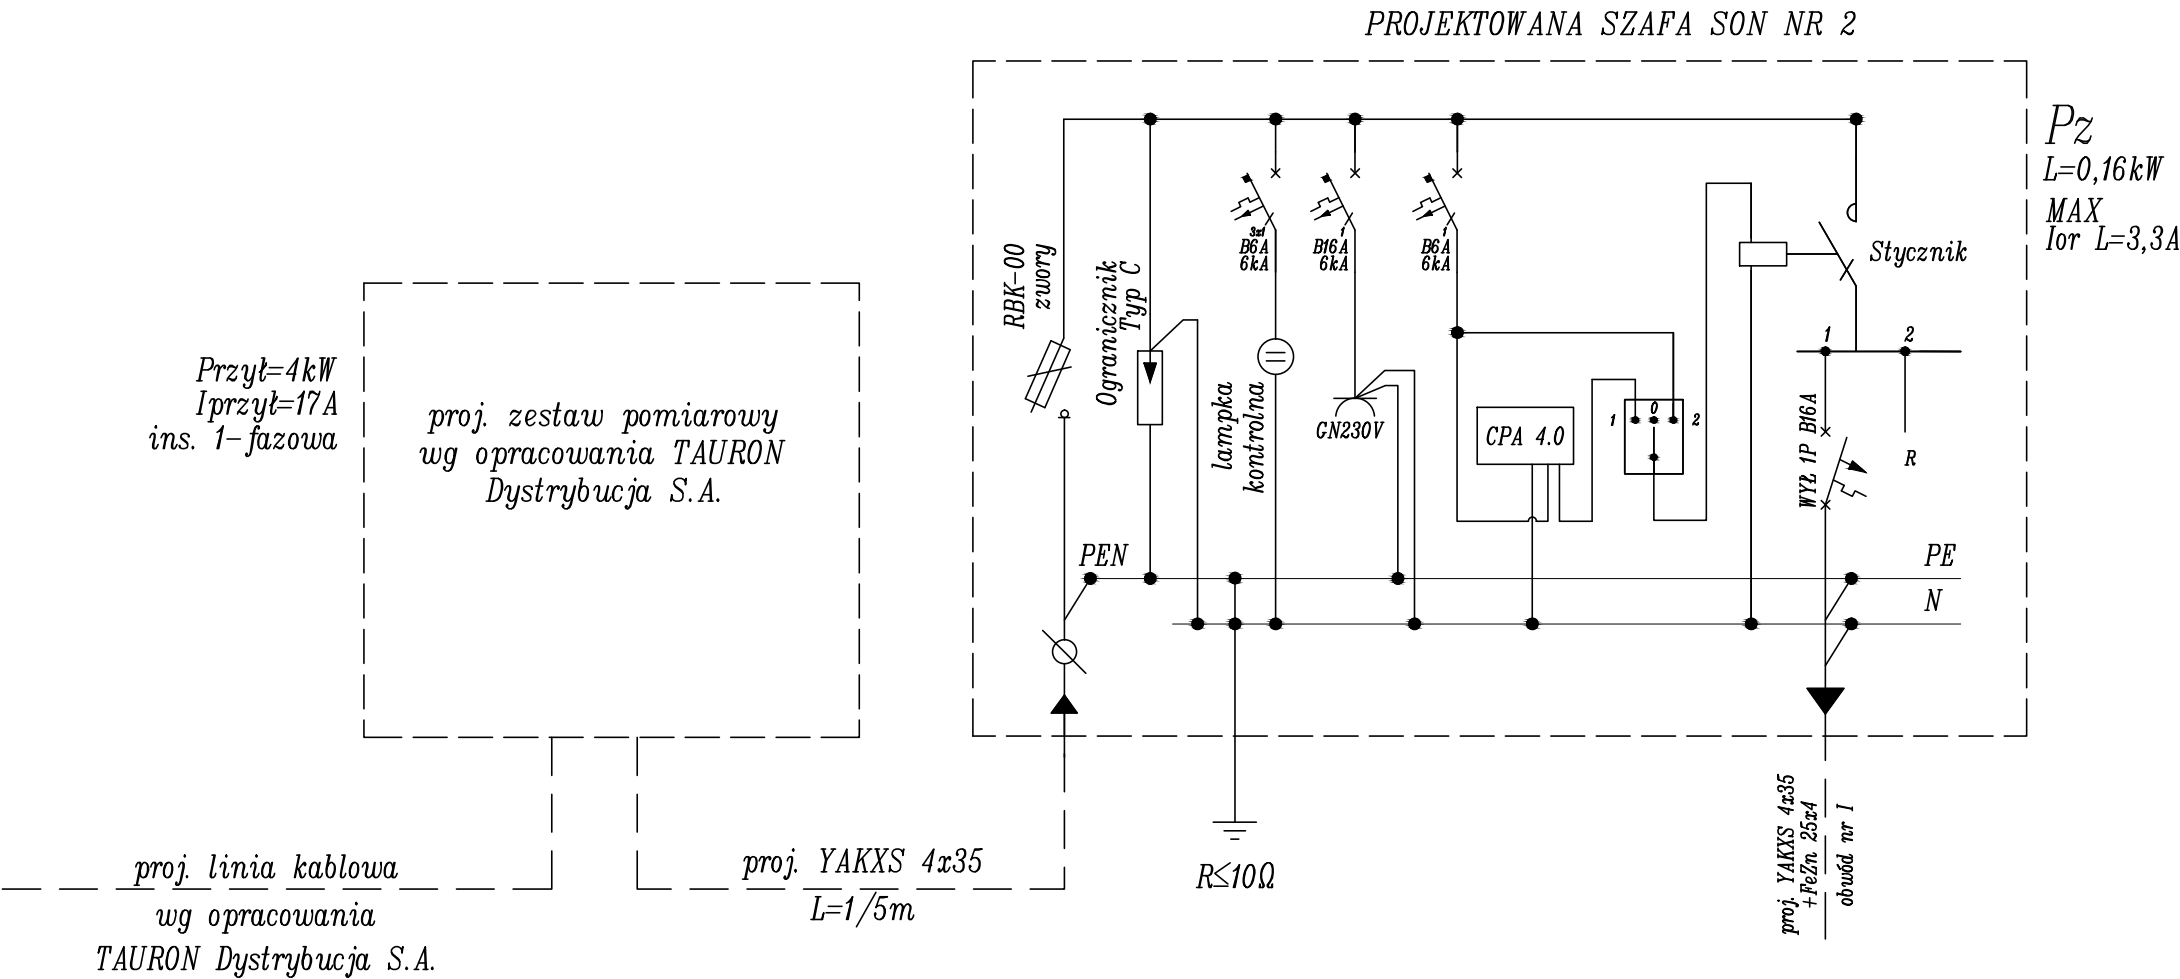 PROJEKTOWANA SZAFA SON NR 2
Pz
L=0,16kW
MAX
Ior L=3,3A
Przył=4kW
Iprzył=17A
ins. 1-fazowa
proj. zestaw pomiarowy
wg opracowania TAURON
Dystrybucja S.A.
RBK-00
zwory
Ogranicznik
Typ C
3x1
B6A
6kA
1
B16A
6kA
1
B6A
6kA
lampka
kontrolna
GN230V
CPA 4.0
1
0
2
Stycznik
1
2
WYŁ 1P B16A
R
PEN
PE
N
proj. linia kablowa
wg opracowania
TAURON Dystrybucja S.A.
proj. YAKXS 4x35
L=1/5m
R≤10Ω
proj. YAKXS 4x35
+FeZn 25x4
obwód nr I